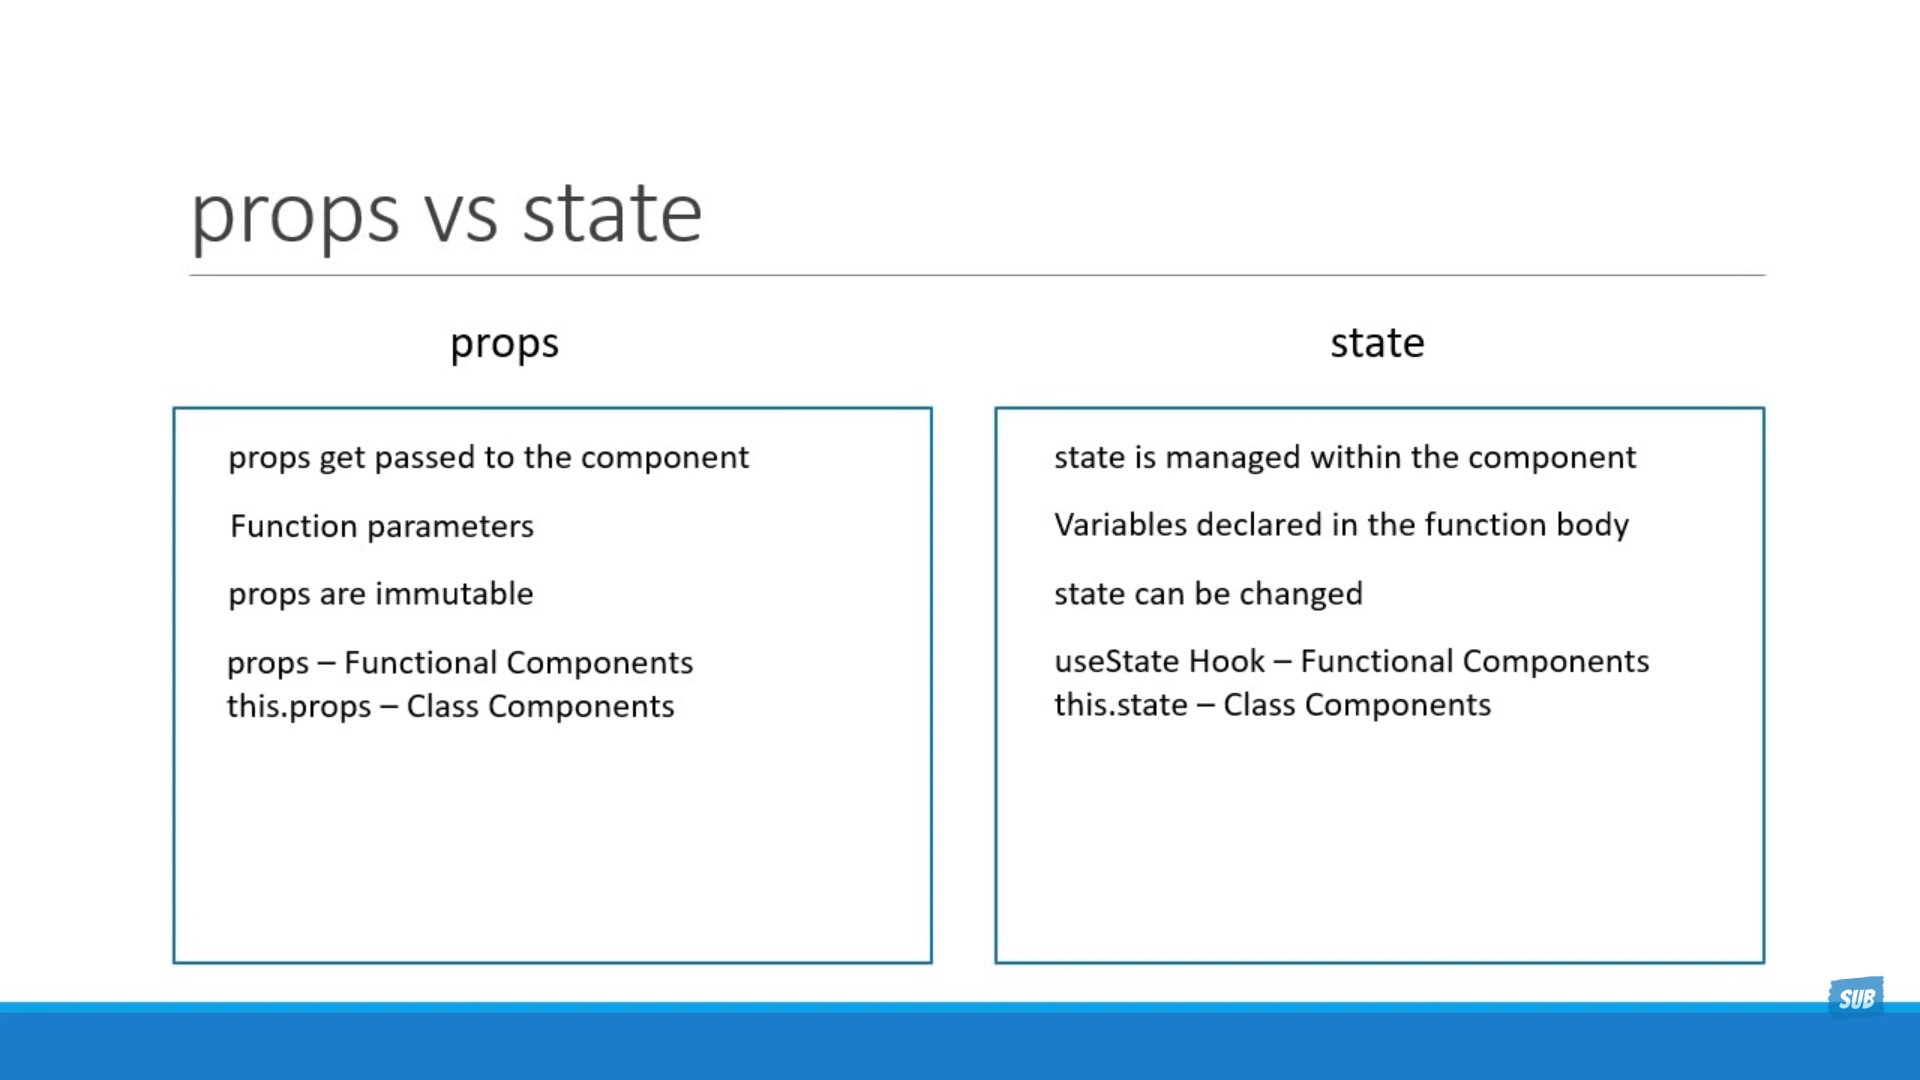 props vs state
props
state
props get passed to the component
Function parameters
props are immutable
props – Functional Components
this.props – Class Components
state is managed within the component
Variables declared in the function body
state can be changed
useState Hook – Functional Components
this.state – Class Components
SUB